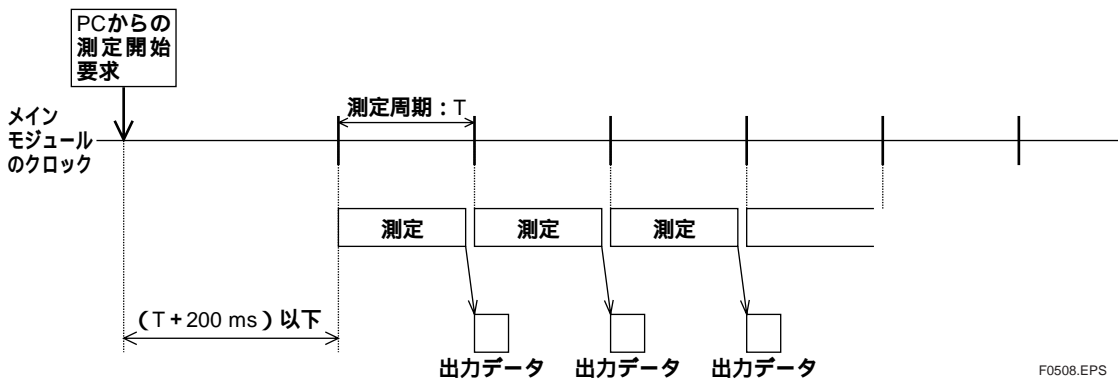 PCからの
測定開始
要求
メイン
モジュール
のクロック
測定周期：T
測定
測定
測定
（T+200 ms）以下
出力データ
出力データ
出力データ
F0508.EPS